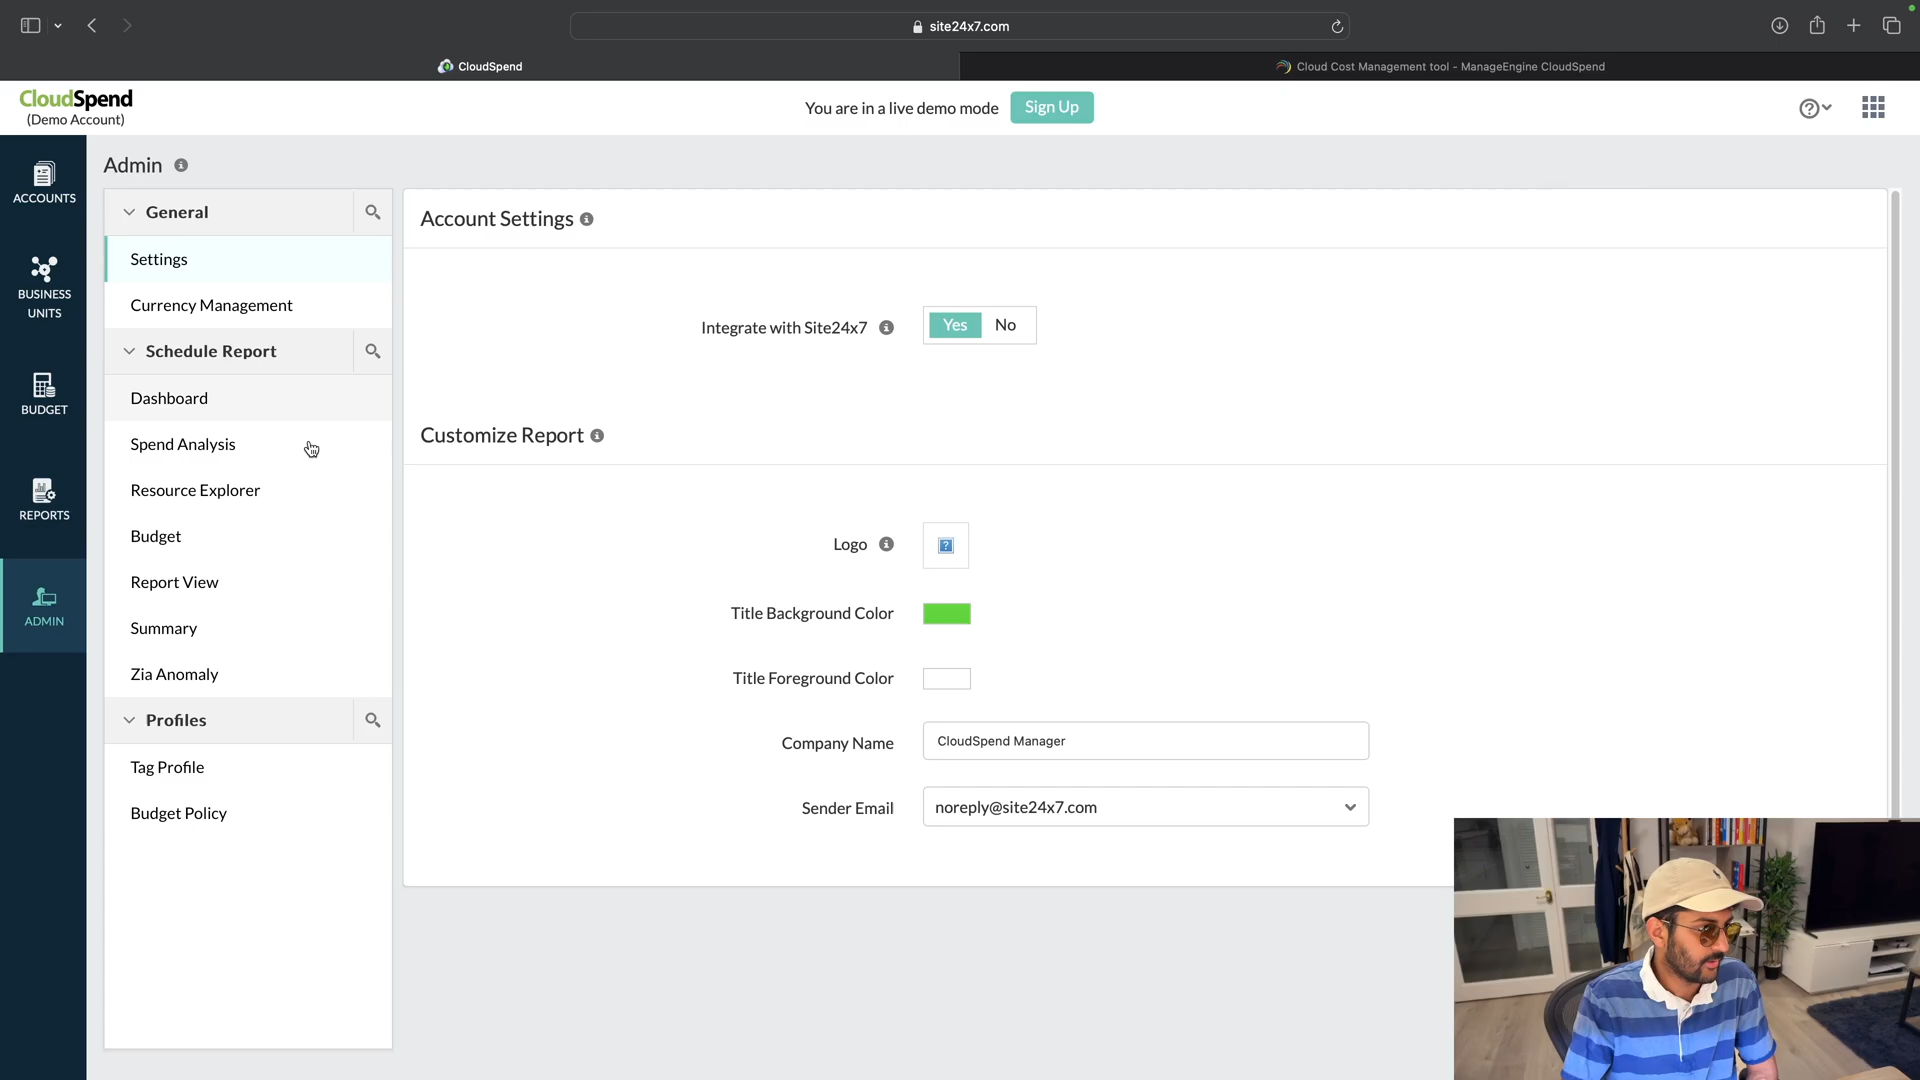 site24x7.com
CloudSpend
Cloud Cost Management tool - ManageEngine CloudSpend
CloudSpend
(Demo Account)
You are in a live demo mode
Sign Up
ACCOUNTS
BUSINESS
UNITS
BUDGET
REPORTS
ADMIN
Admin
General
Settings
Currency Management
Schedule Report
Dashboard
Spend Analysis
Resource Explorer
Budget
Report View
Summary
Zia Anomaly
Profiles
Tag Profile
Budget Policy
Account Settings
Integrate with Site24x7
Yes No
Customize Report
Logo
Title Background Color
Title Foreground Color
Company Name
CloudSpend Manager
Sender Email
noreply@site24x7.com